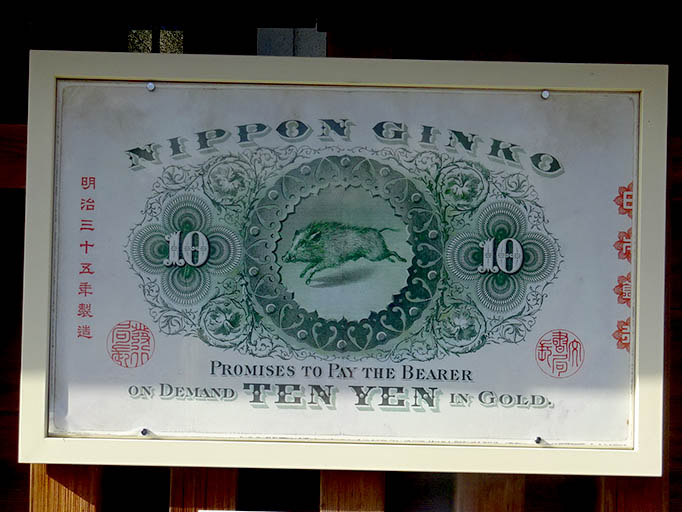 NIPPON GINKO
明治三十五年製造
10
10
PROMISES TO PAY THE BEARER
ON DEMAND TEN YEN IN GOLD.